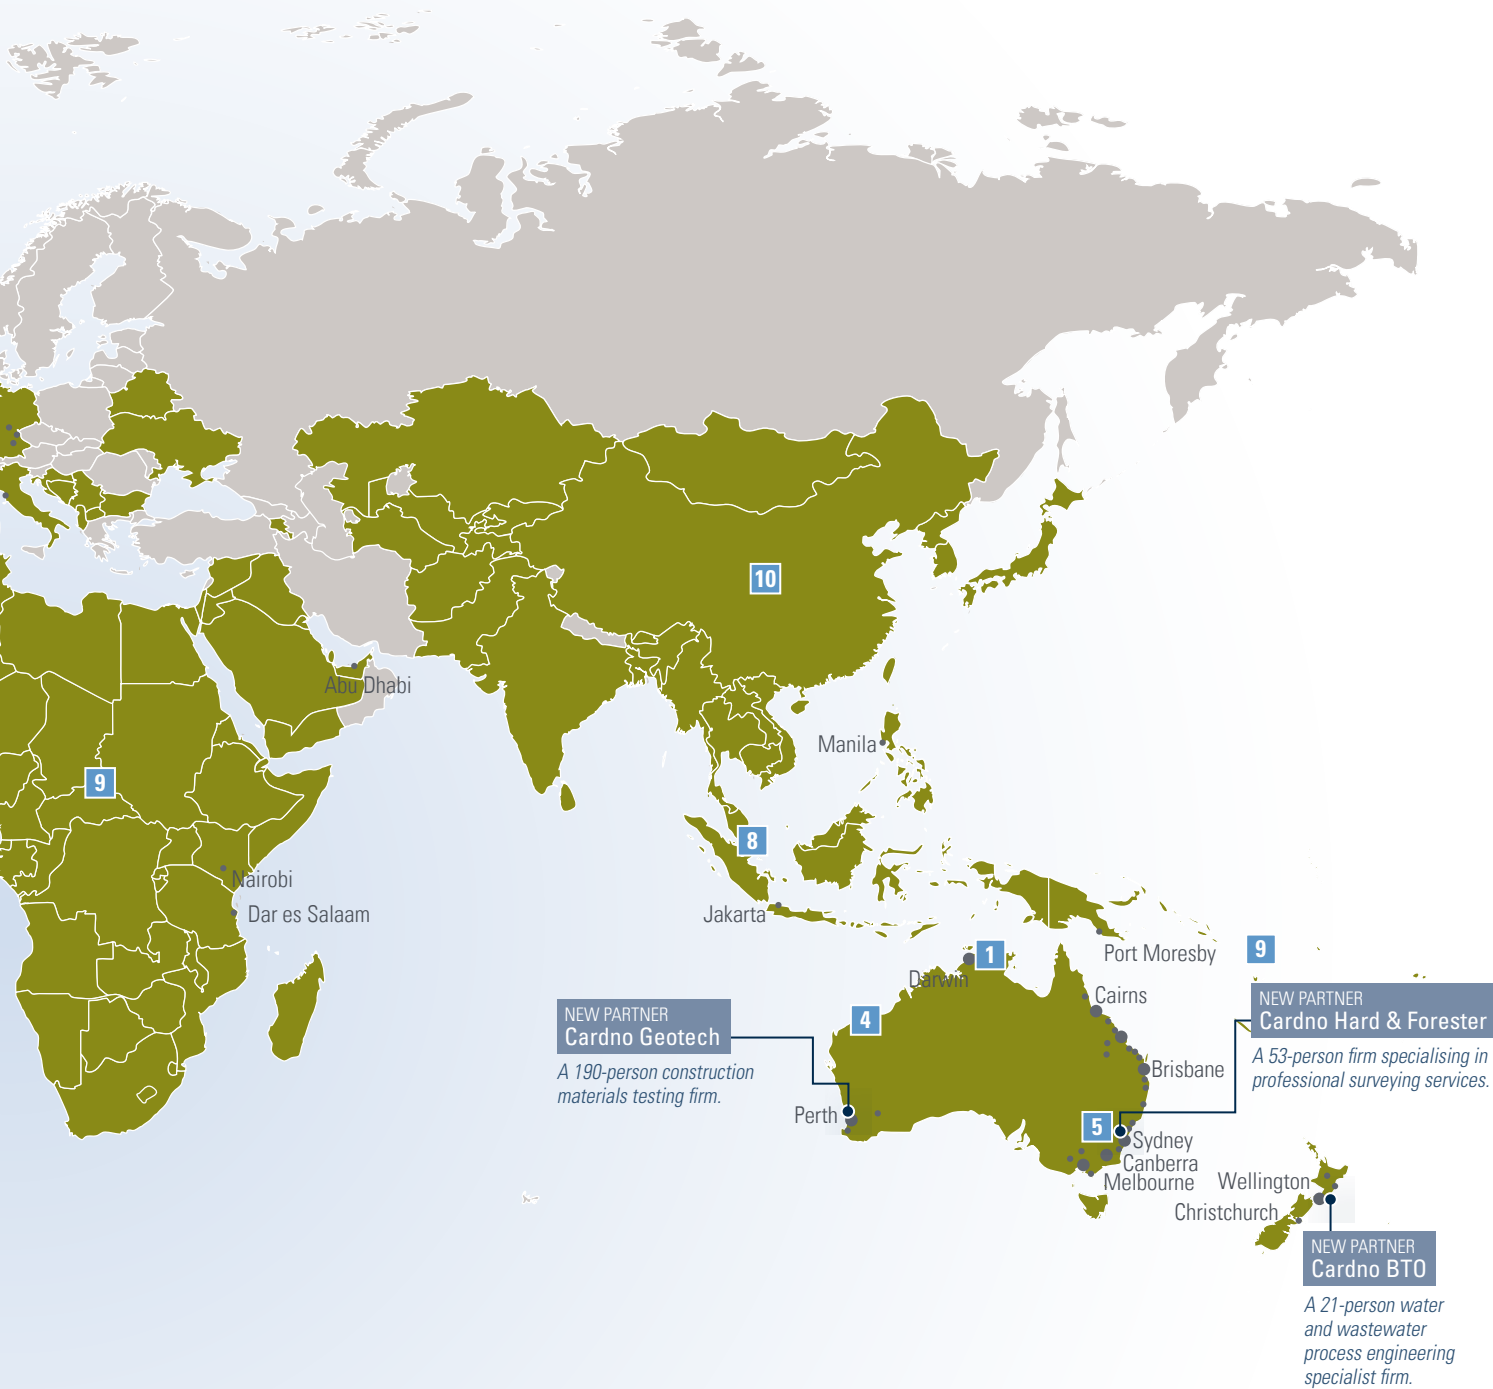 10
Abu Dhabi
Manila
9
8
Nairobi
Dar es Salaam
Jakarta
Port Moresby
9
1
Darwin
Cairns
4
NEW PARTNER
Cardno Geotech
A 190-person construction
materials testing firm.
NEW PARTNER
Cardno Hard & Forester
A 53-person firm specialising in
professional surveying services.
Brisbane
Perth
5
Sydney
Canberra
Melbourne
Wellington
Christchurch
NEW PARTNER
Cardno BTO
A 21-person water
and wastewater
process engineering
specialist firm.